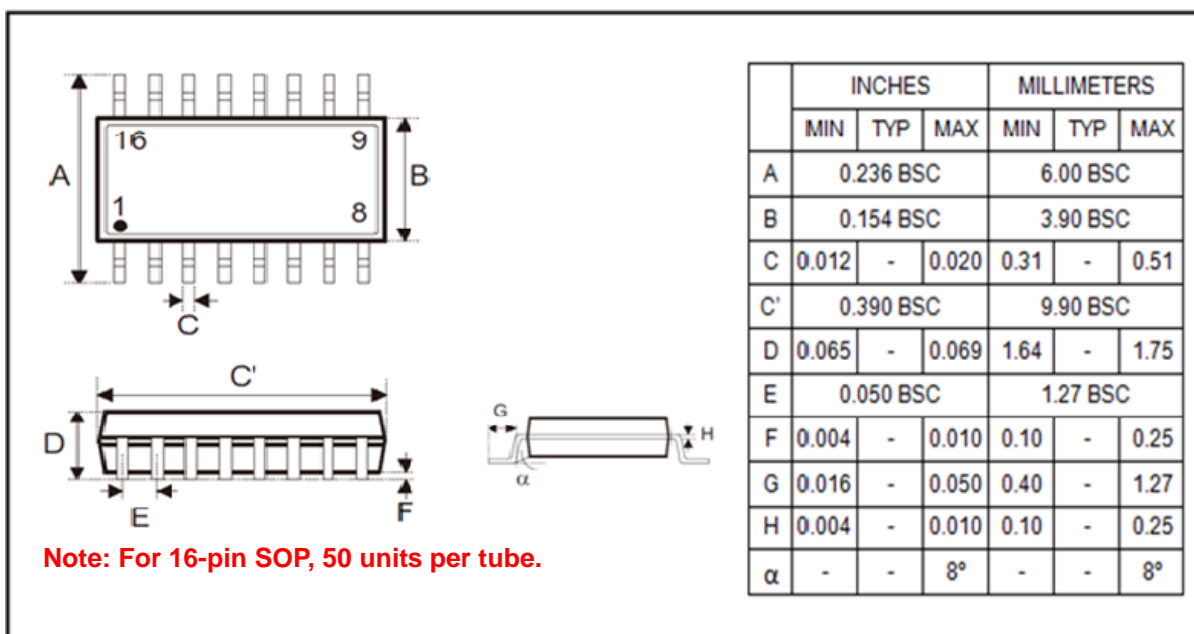 A
16
9
1
8
B
C
C'
D
E
F
G
H
α
Note: For 16-pin SOP, 50 units per tube.
INCHES MILLIMETERS
MIN TYP MAX MIN TYP MAX
A 0.236 BSC 6.00 BSC
B 0.154 BSC 3.90 BSC
C 0.012 - 0.020 0.31 - 0.51
C' 0.390 BSC 9.90 BSC
D 0.065 - 0.069 1.64 - 1.75
E 0.050 BSC 1.27 BSC
F 0.004 - 0.010 0.10 - 0.25
G 0.016 - 0.050 0.40 - 1.27
H 0.004 - 0.010 0.10 - 0.25
α - - 8º - - 8º